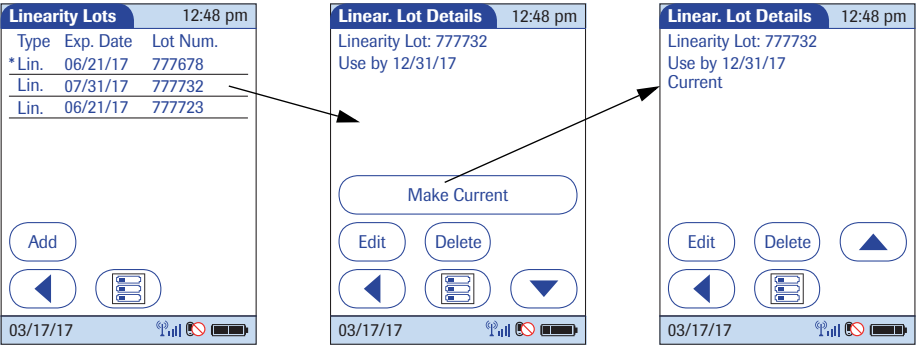 Linearity Lots 12:48 pm
Type Exp. Date Lot Num.
*Lin. 06/21/17 777678
Lin. 07/31/17 777732
Lin. 06/21/17 777723
Add
03/17/17
Linear. Lot Details 12:48 pm
Linearity Lot: 777732
Use by 12/31/17
Make Current
Edit Delete
03/17/17
Linear. Lot Details 12:48 pm
Linearity Lot: 777732
Use by 12/31/17
Current
Edit Delete
03/17/17